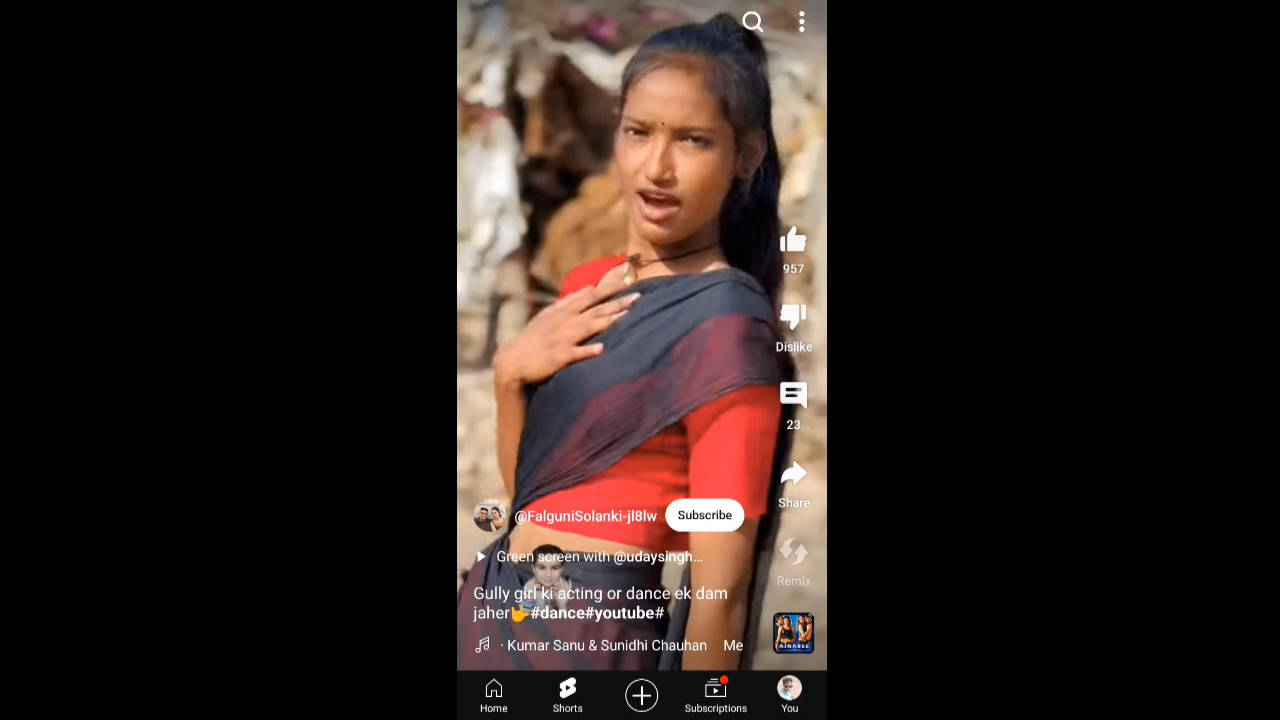 957
Dislike
23
Share
@FalguniSolanki-jl8lw Subscribe
Green screen with @udaysingh...
Remix
Gully girl ki acting or dance ek dam
jaher🤟#dance#youtube#
AJNABEE
· Kumar Sanu & Sunidhi Chauhan Me
Home Shorts Subscriptions You